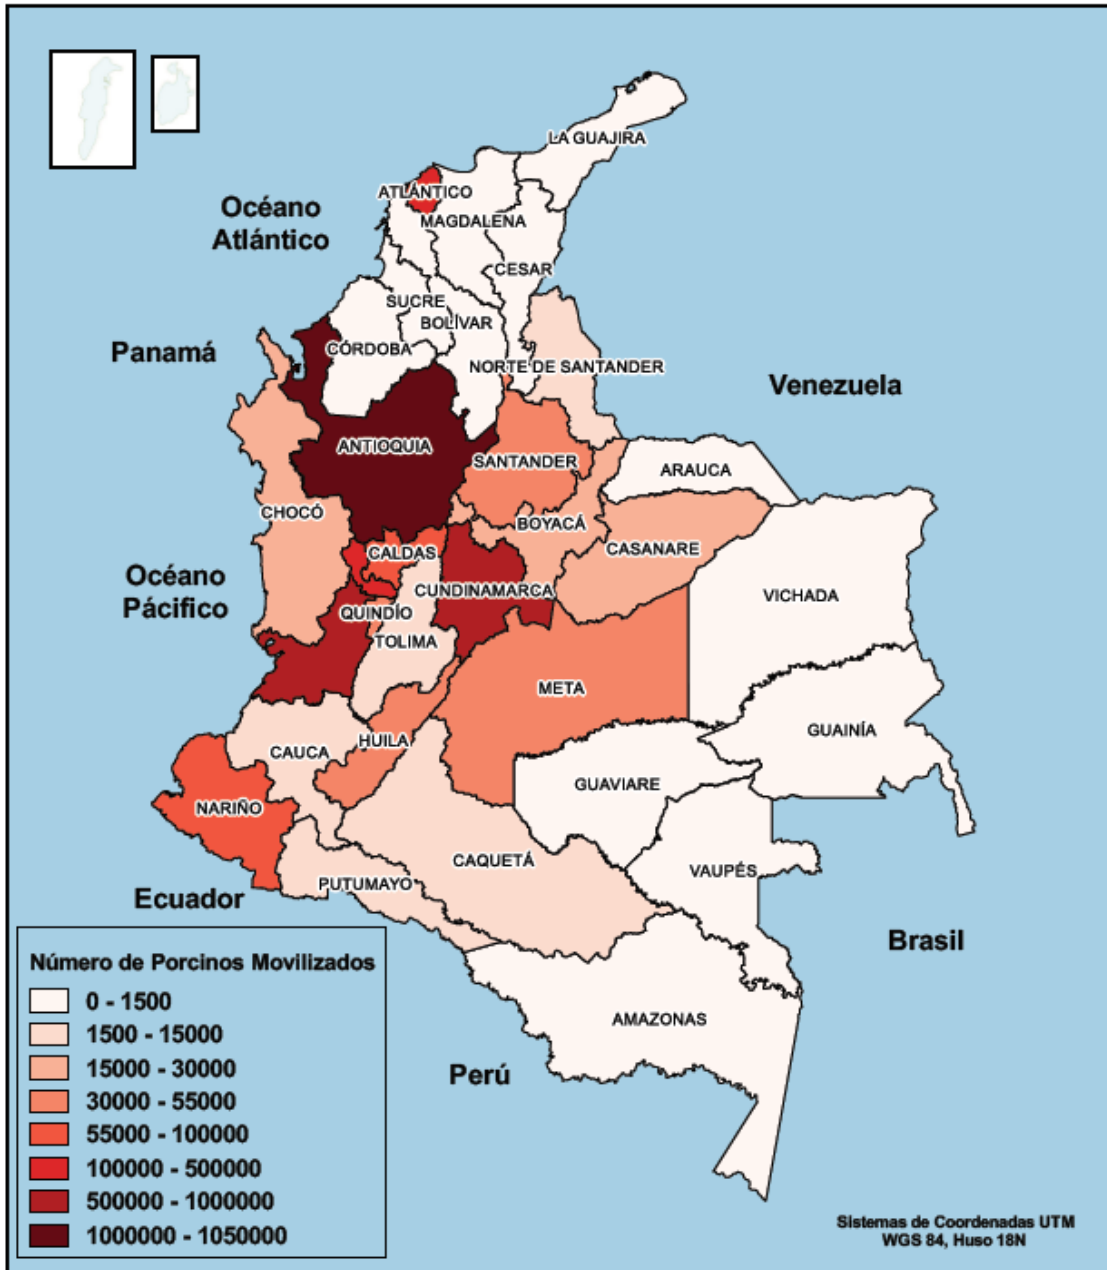 LA GUAJIRA
ATLÁNTICO
Océano
Atlántico
MAGDALENA
CESAR
SUCRE
BOLÍVAR
Panamá
CÓRDOBA
NORTE DE SANTANDER
Venezuela
ANTIOQUIA
SANTANDER
ARAUCA
CHOCÓ
BOYACÁ
CASANARE
CALDAS
Océano
Pácifico
CUNDINAMARCA
VICHADA
QUINDÍO
TOLIMA
META
GUAINÍA
HUILA
CAUCA
GUAVIARE
NARIÑO
CAQUETÁ
VAUPÉS
PUTUMAYO
Ecuador
Brasil
Número de Porcinos Movilizados
0 - 1500
1500 - 15000
15000 - 30000
30000 - 55000
55000 - 100000
100000 - 500000
500000 - 1000000
1000000 - 1050000
AMAZONAS
Perú
Sistemas de Coordenadas UTM
WGS 84, Huso 18N